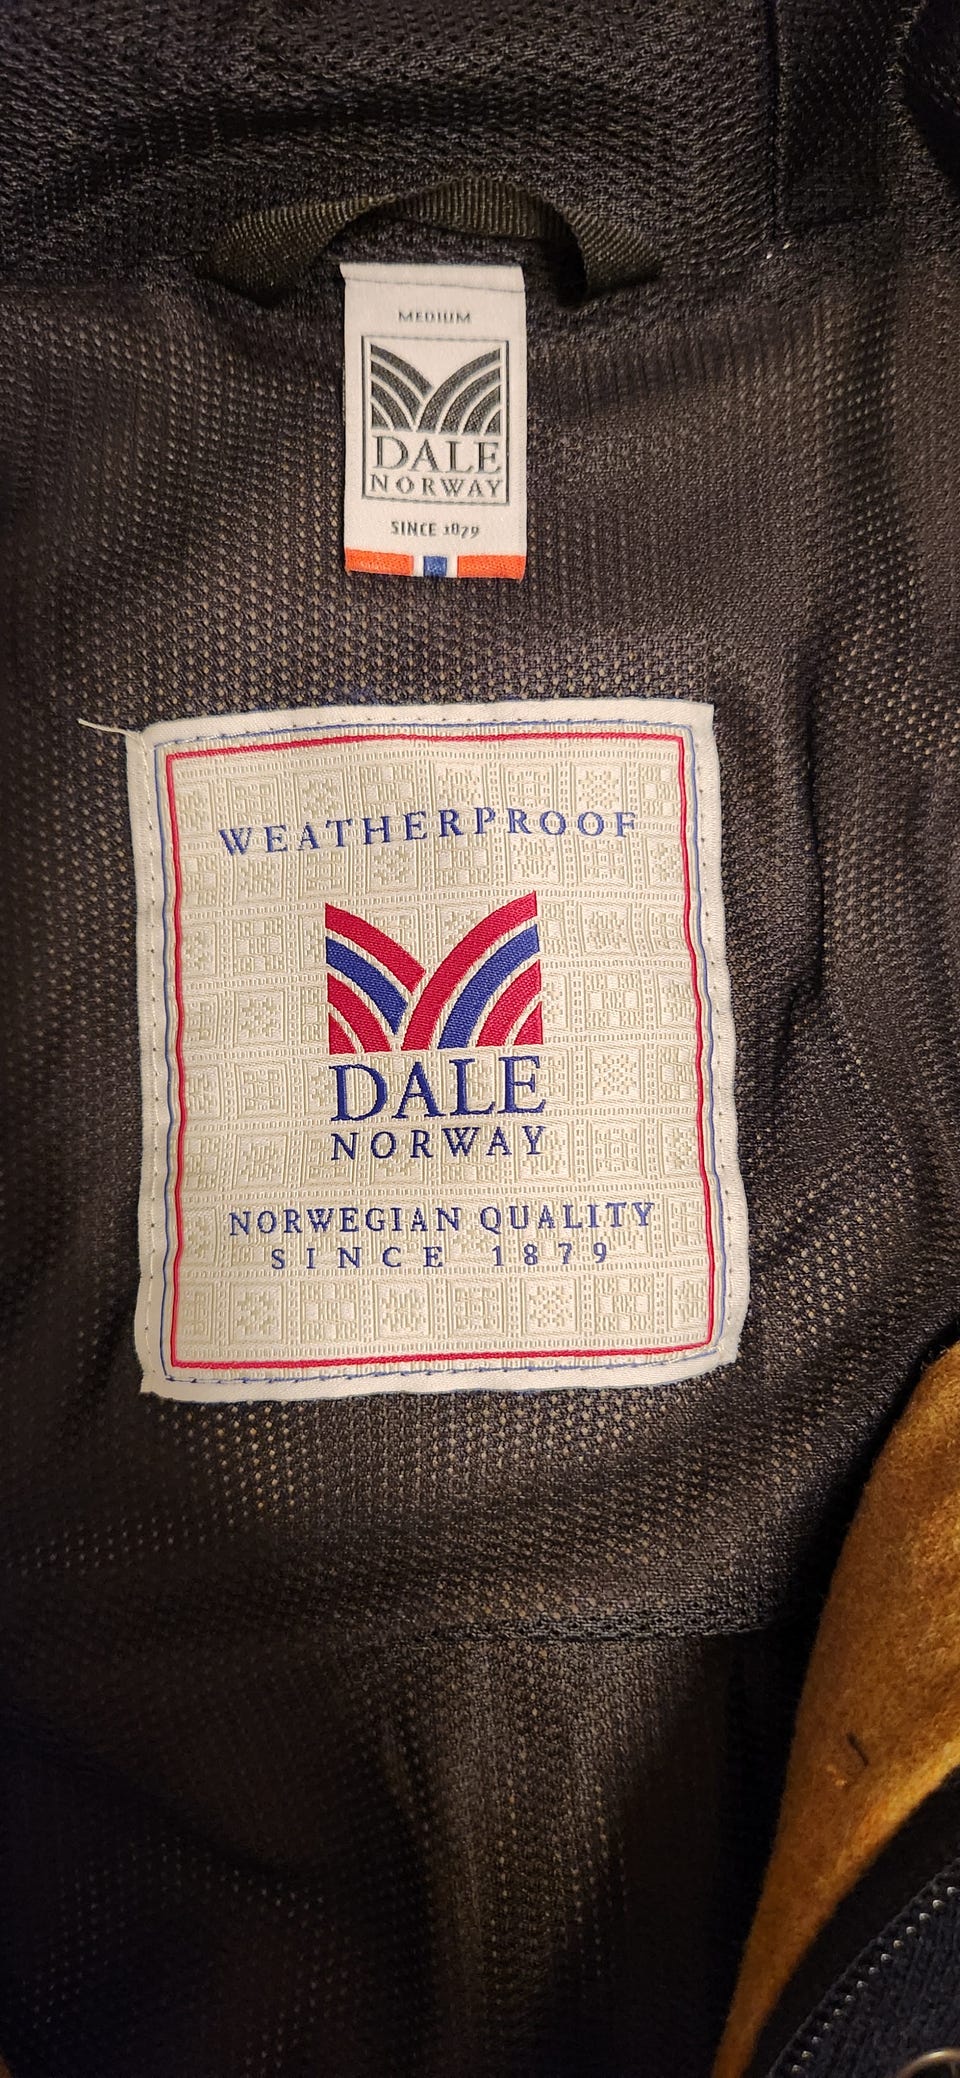 MEDIUM
DALE
NORWAY
SINCE 1879
WEATHERPROOF
DALE
NORWAY
NORWEGIAN QUALITY
SINCE 1879